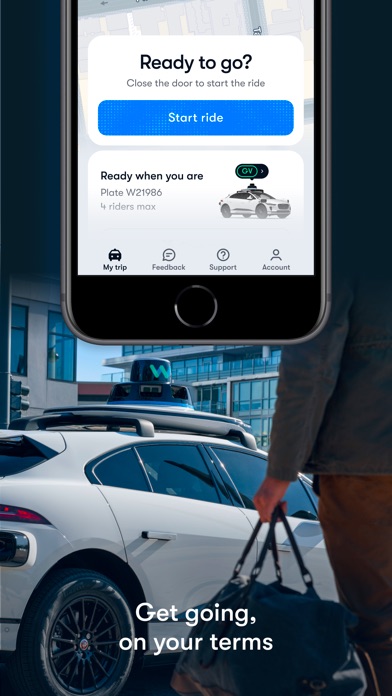 Ready to go?
Close the door to start the ride
Start ride
GV
Ready when you are
Plate W21986
4 riders max
My trip
Feedback
Support
Account
Get going,
on your terms